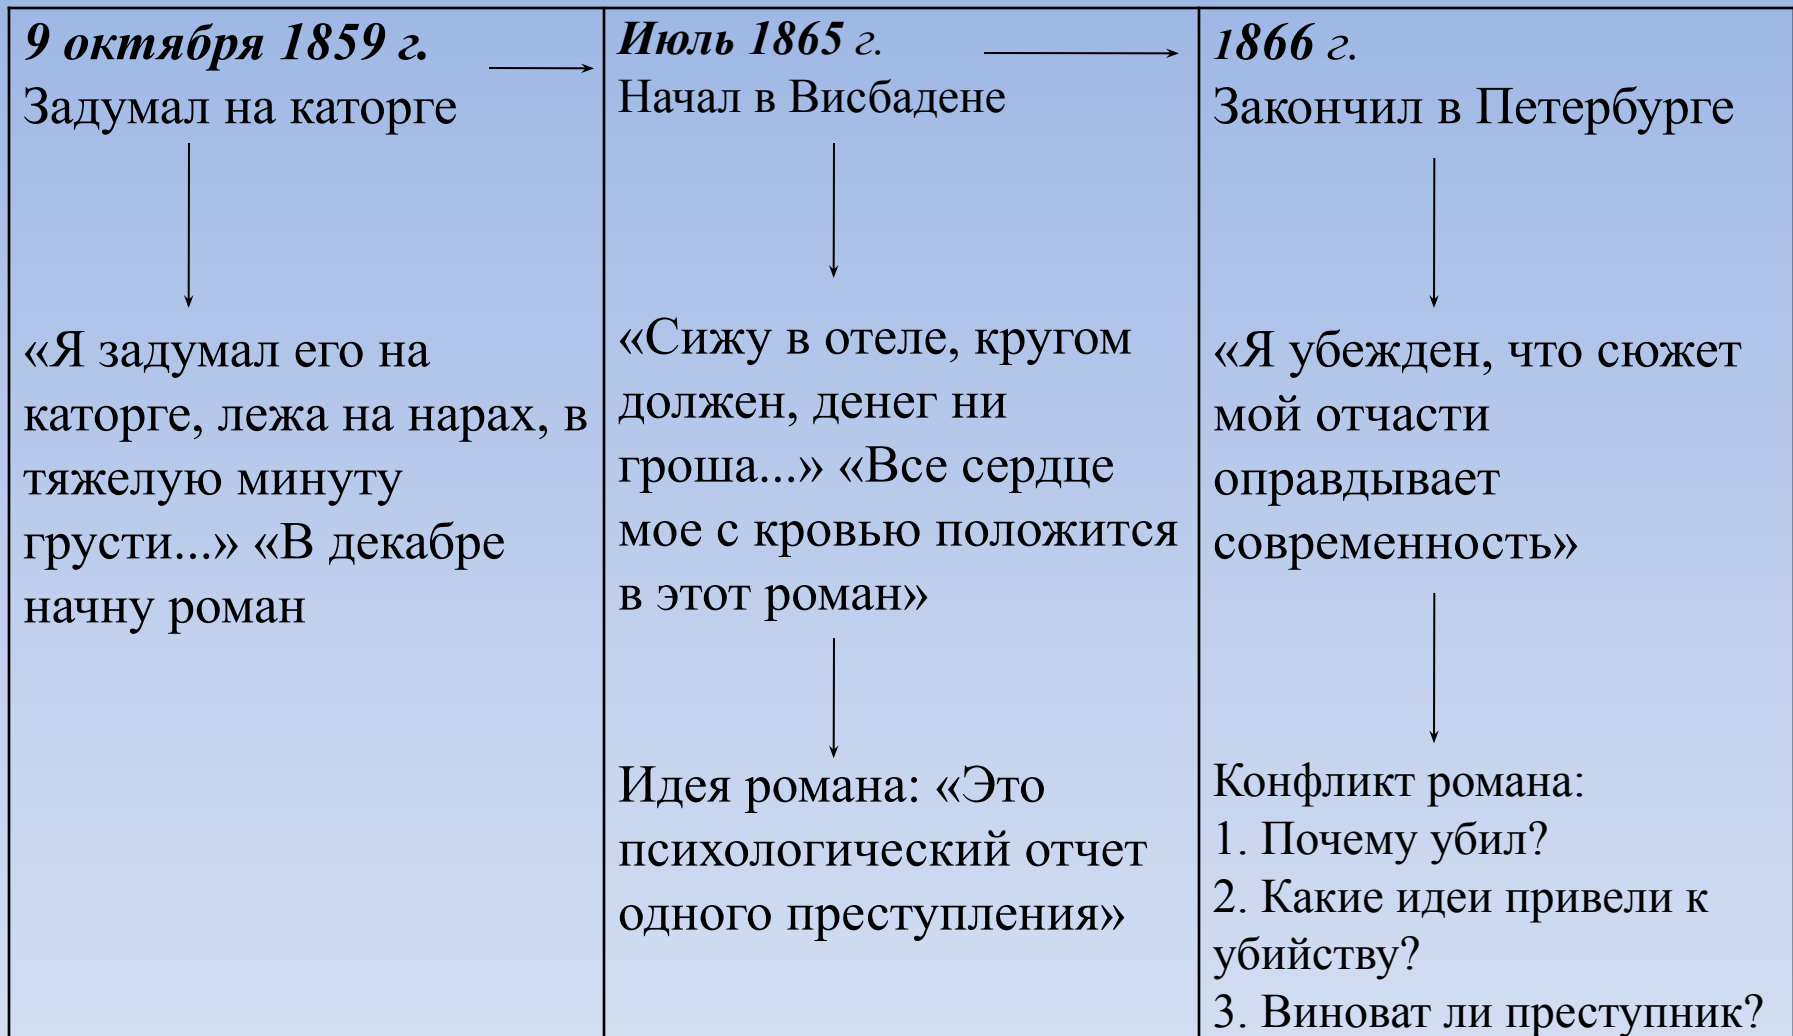 9 октября 1859 г.
Задумал на каторге
«Я задумал его на
каторге, лежа на нарах, в
тяжелую минуту
грусти...» «В декабре
начну роман
Июль 1865 г.
Начал в Висбадене
«Сижу в отеле, кругом
должен, денег ни
гроша...» «Все сердце
мое с кровью положится
в этот роман»
Идея романа: «Это
психологический отчет
одного преступления»
1866 г.
Закончил в Петербурге
«Я убежден, что сюжет
мой отчасти
оправдывает
современность»
Конфликт романа:
1. Почему убил?
2. Какие идеи привели к
убийству?
3. Виноват ли преступник?